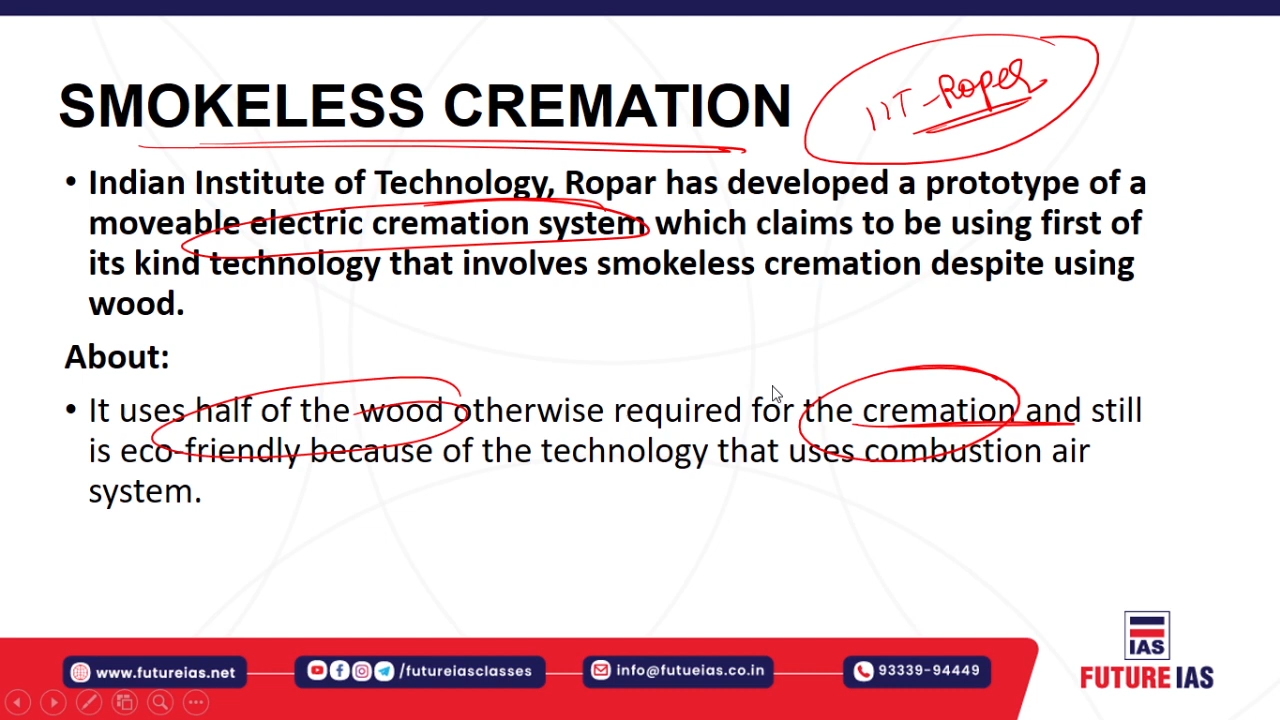 SMOKELESS CREMATION
IIT-Roper
• Indian Institute of Technology, Ropar has developed a prototype of a
moveable electric cremation system which claims to be using first of
its kind technology that involves smokeless cremation despite using
wood.
About:
• It uses half of the wood otherwise required for the cremation and still
is eco-friendly because of the technology that uses combustion air
system.
www.futureias.net
/futureiasclasses
info@futueias.co.in
93339-94449
IAS
FUTURE IAS